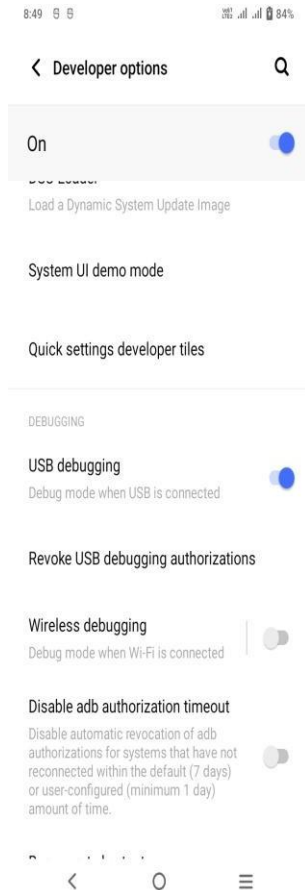 8:49
84%
Developer options
On
Load a Dynamic System Update Image
System UI demo mode
Quick settings developer tiles
DEBUGGING
USB debugging
Debug mode when USB is connected
Revoke USB debugging authorizations
Wireless debugging
Debug mode when Wi-Fi is connected
Disable adb authorization timeout
Disable automatic revocation of adb
authorizations for systems that have not
reconnected within the default (7 days)
or user-configured (minimum 1 day)
amount of time.